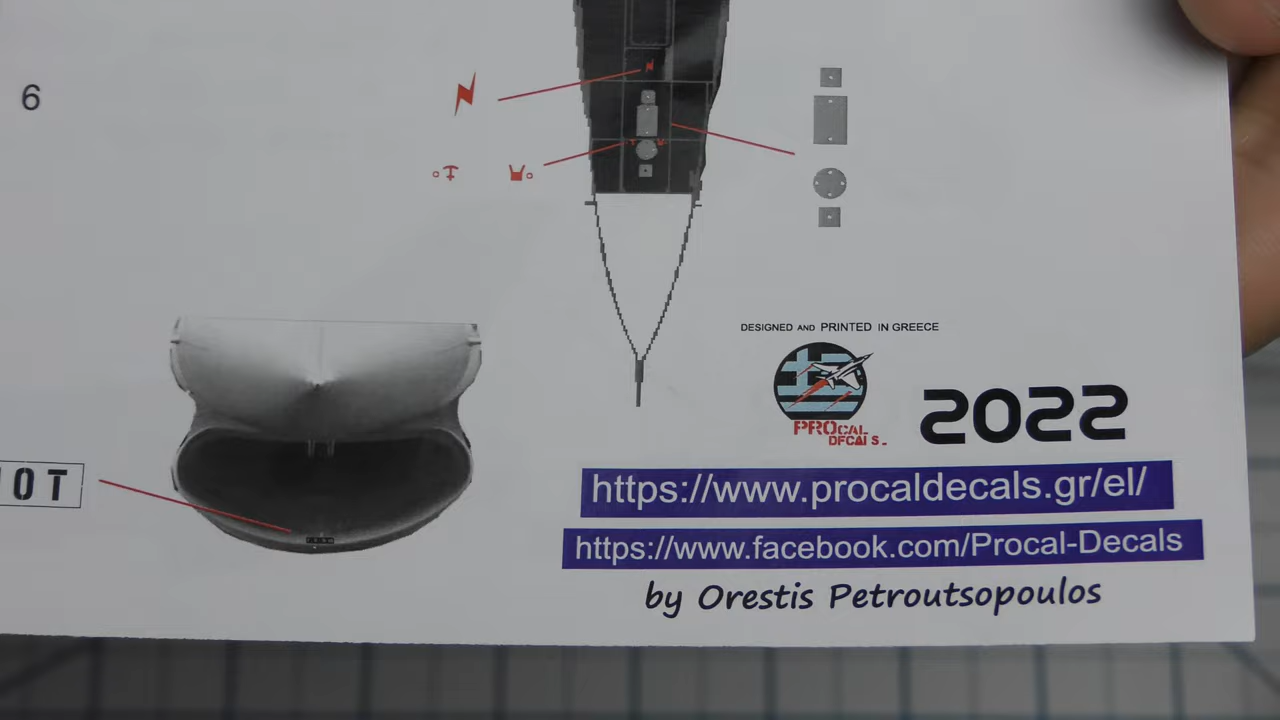 6
DESIGNED AND PRINTED IN GREECE
PROCAL
DECALS
2022
OT
https://www.procaldecals.gr/el/
https://www.facebook.com/Procal-Decals
by Orestis Petroutsopoulos